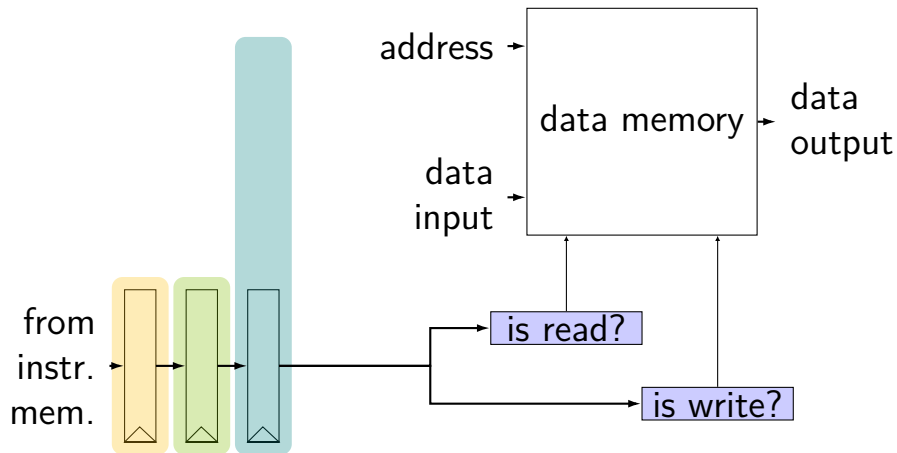 address
data memory
data
output
data
input
from
instr.
mem.
is read?
is write?